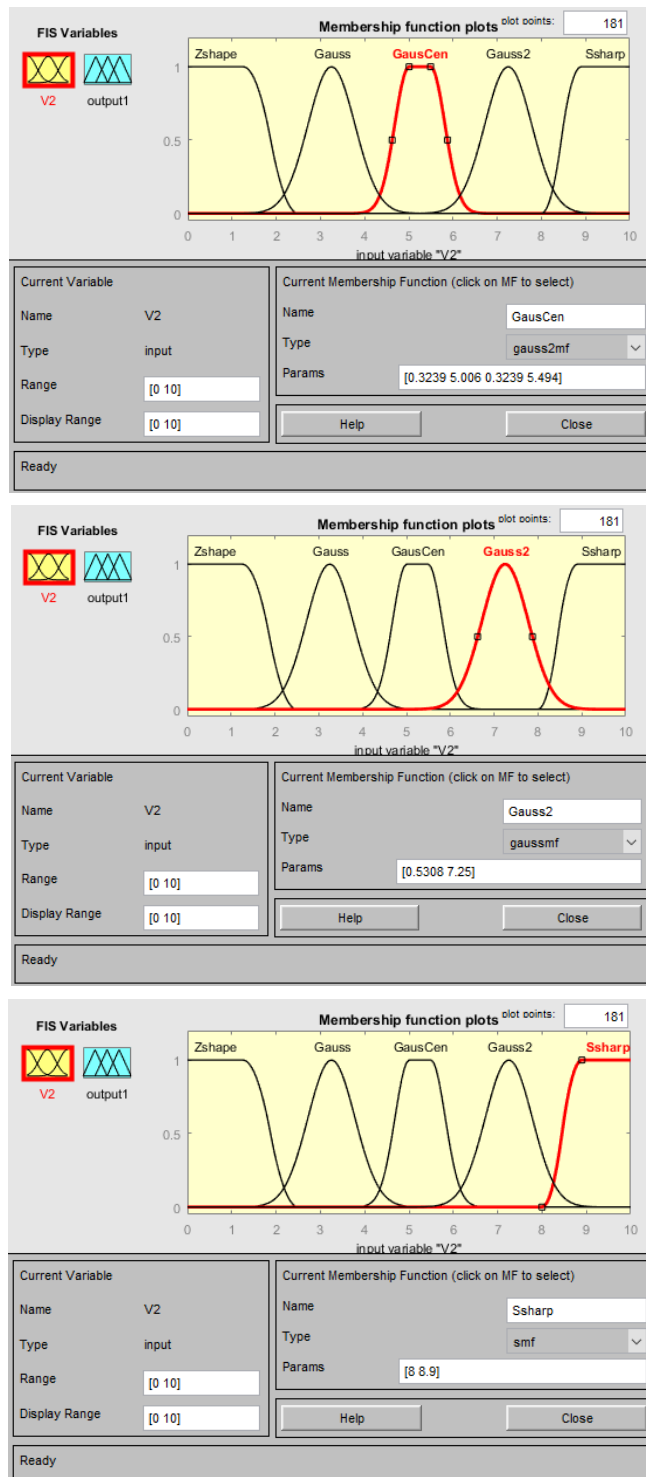 FIS Variables
Membership function plots plot points: 181
Zshape Gauss GausCen Gauss2 Ssharp
V2 output1
1
0.5
0
0 1 2 3 4 5 6 7 8 9 10
input variable "V2"
Current Variable
Name V2
Type input
Range [0 10]
Display Range [0 10]
Current Membership Function (click on MF to select)
Name GausCen
Type gauss2mf
Params [0.3239 5.006 0.3239 5.494]
Help Close
Ready
FIS Variables
Membership function plots plot points: 181
Zshape Gauss GausCen Gauss2 Ssharp
V2 output1
1
0.5
0
0 1 2 3 4 5 6 7 8 9 10
input variable "V2"
Current Variable
Name V2
Type input
Range [0 10]
Display Range [0 10]
Current Membership Function (click on MF to select)
Name Gauss2
Type gaussmf
Params [0.5308 7.25]
Help Close
Ready
FIS Variables
Membership function plots plot points: 181
Zshape Gauss GausCen Gauss2 Ssharp
V2 output1
1
0.5
0
0 1 2 3 4 5 6 7 8 9 10
input variable "V2"
Current Variable
Name V2
Type input
Range [0 10]
Display Range [0 10]
Current Membership Function (click on MF to select)
Name Ssharp
Type smf
Params [8 8.9]
Help Close
Ready